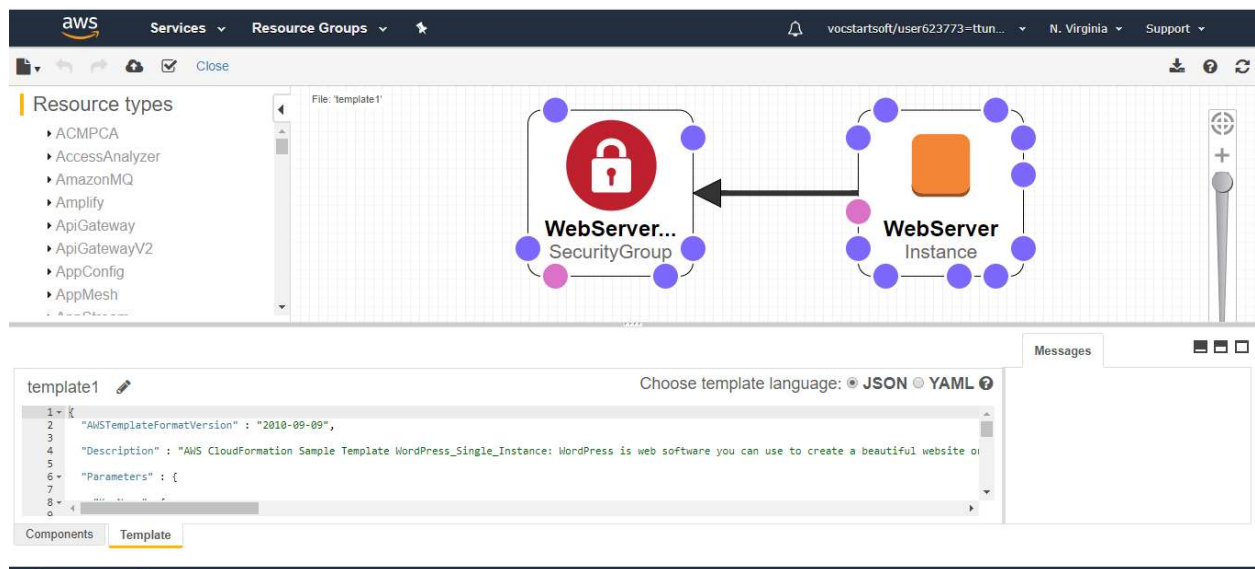 aws Services Resource Groups vocstartsoft/user623773=ttun... N. Virginia Support
Close
Resource types
ACMPCA
AccessAnalyzer
AmazonMQ
Amplify
ApiGateway
ApiGatewayV2
AppConfig
AppMesh
File: 'template1'
WebServer...
SecurityGroup
WebServer
Instance
Messages
template1
Choose template language: JSON YAML
1 {
2 "AWSTemplateFormatVersion" : "2010-09-09",
3
4 "Description" : "AWS CloudFormation Sample Template WordPress_Single_Instance: WordPress is web software you can use to create a beautiful website or
5
6 "Parameters" : {
7
8
Components Template